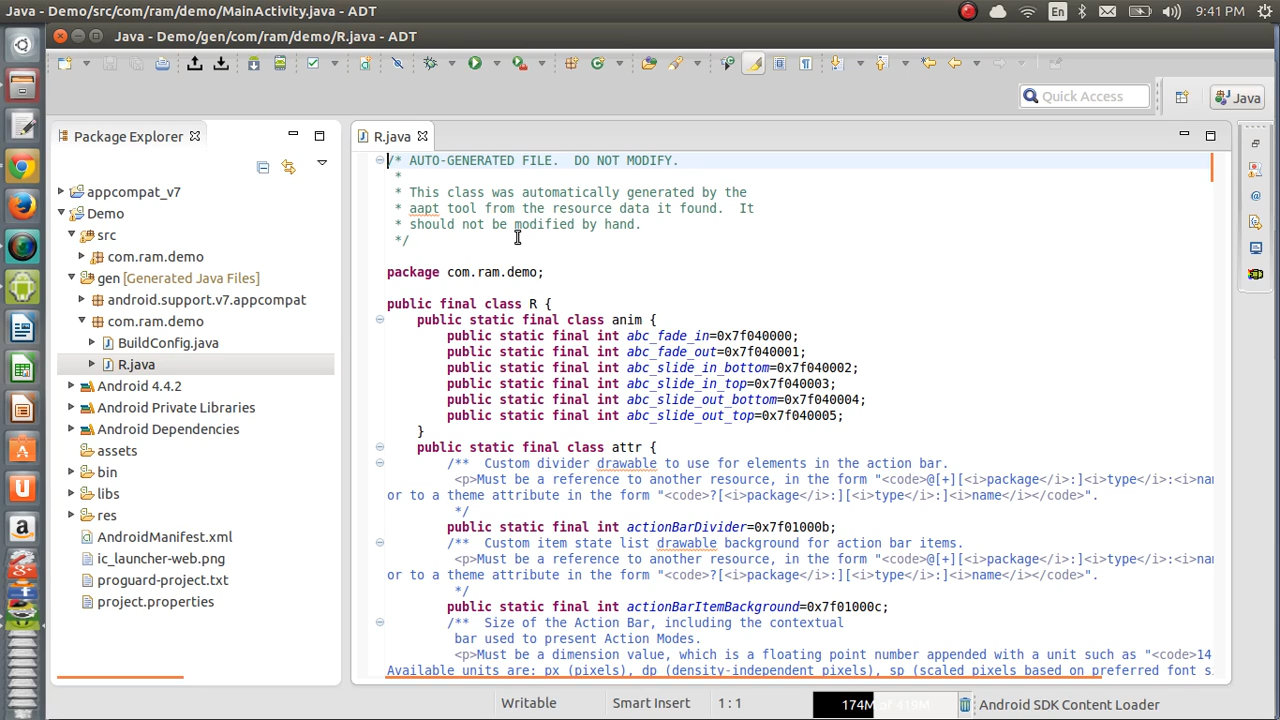 Java - Demo/src/com/ram/demo/MainActivity.java - ADT
En
9:41 PM
Java - Demo/gen/com/ram/demo/R.java - ADT
Quick Access
Java
Package Explorer
appcompat_v7
Demo
src
com.ram.demo
gen [Generated Java Files]
android.support.v7.appcompat
com.ram.demo
BuildConfig.java
R.java
Android 4.4.2
Android Private Libraries
Android Dependencies
assets
bin
libs
res
AndroidManifest.xml
ic_launcher-web.png
proguard-project.txt
project.properties
R.java
/* AUTO-GENERATED FILE.  DO NOT MODIFY.
 *
 * This class was automatically generated by the
 * aapt tool from the resource data it found.  It
 * should not be modified by hand.
 */
package com.ram.demo;
public final class R {
    public static final class anim {
        public static final int abc_fade_in=0x7f040000;
        public static final int abc_fade_out=0x7f040001;
        public static final int abc_slide_in_bottom=0x7f040002;
        public static final int abc_slide_in_top=0x7f040003;
        public static final int abc_slide_out_bottom=0x7f040004;
        public static final int abc_slide_out_top=0x7f040005;
    }
    public static final class attr {
        /**  Custom divider drawable to use for elements in the action bar.
         <p>Must be a reference to another resource, in the form "<code>@[+][<i>package</i>:]<i>type</i>:<i>nam
or to a theme attribute in the form "<code>?[<i>package</i>:][<i>type</i>:]<i>name</i></code>".
         */
        public static final int actionBarDivider=0x7f01000b;
        /**  Custom item state list drawable background for action bar items.
         <p>Must be a reference to another resource, in the form "<code>@[+][<i>package</i>:]<i>type</i>:<i>nam
or to a theme attribute in the form "<code>?[<i>package</i>:][<i>type</i>:]<i>name</i></code>".
         */
        public static final int actionBarItemBackground=0x7f01000c;
        /**  Size of the Action Bar, including the contextual
         bar used to present Action Modes.
         <p>Must be a dimension value, which is a floating point number appended with a unit such as "<code>14
Available units are: px (pixels), dp (density-independent pixels), sp (scaled pixels based on preferred font s
Writable
Smart Insert
1 : 1
174M of 419M
Android SDK Content Loader